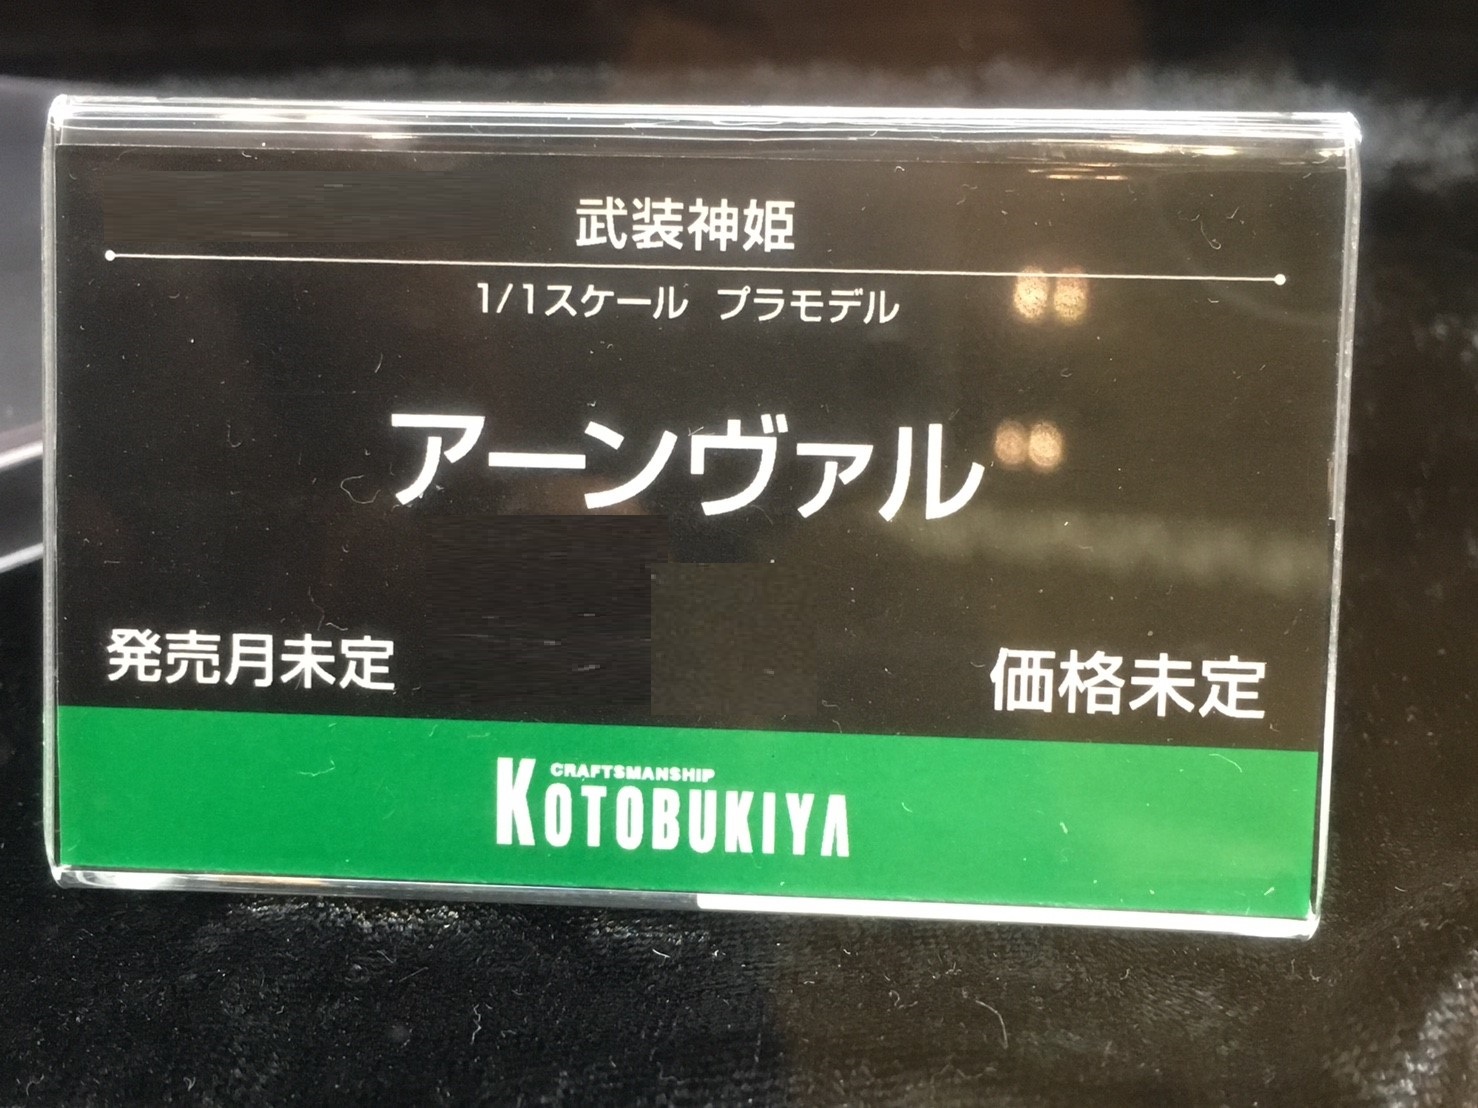 武装神姫
1/1スケール プラモデル
アーンヴァル
発売月未定 価格未定
CRAFTSMANSHIP
KOTOBUKIYA